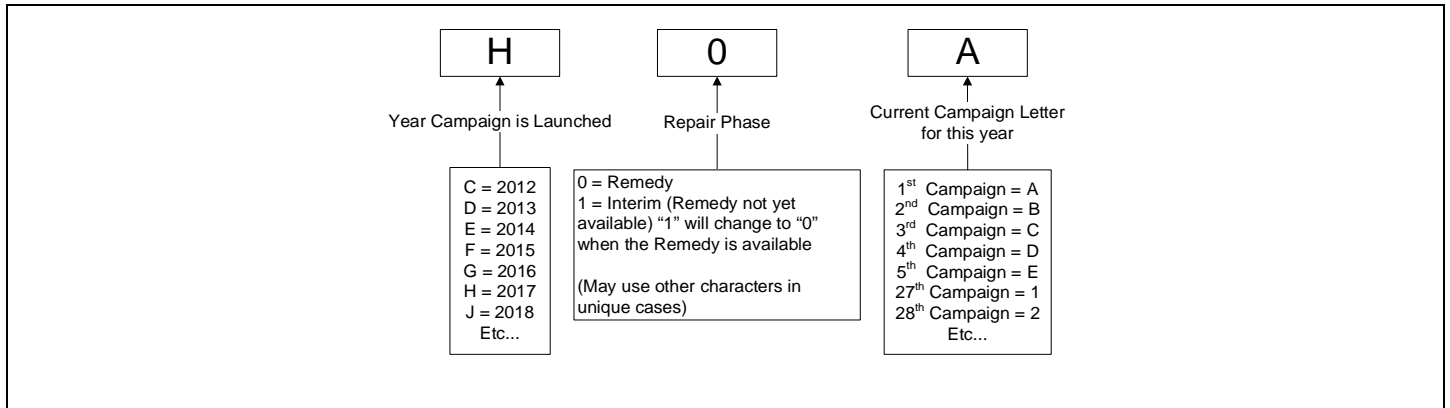 H
0
A
Year Campaign is Launched
Repair Phase
Current Campaign Letter
for this year
C = 2012
D = 2013
E = 2014
F = 2015
G = 2016
H = 2017
J = 2018
Etc...
0 = Remedy
1 = Interim (Remedy not yet
available) “1” will change to “0”
when the Remedy is available
(May use other characters in
unique cases)
1st Campaign = A
2nd Campaign = B
3rd Campaign = C
4th Campaign = D
5th Campaign = E
27th Campaign = 1
28th Campaign = 2
Etc...